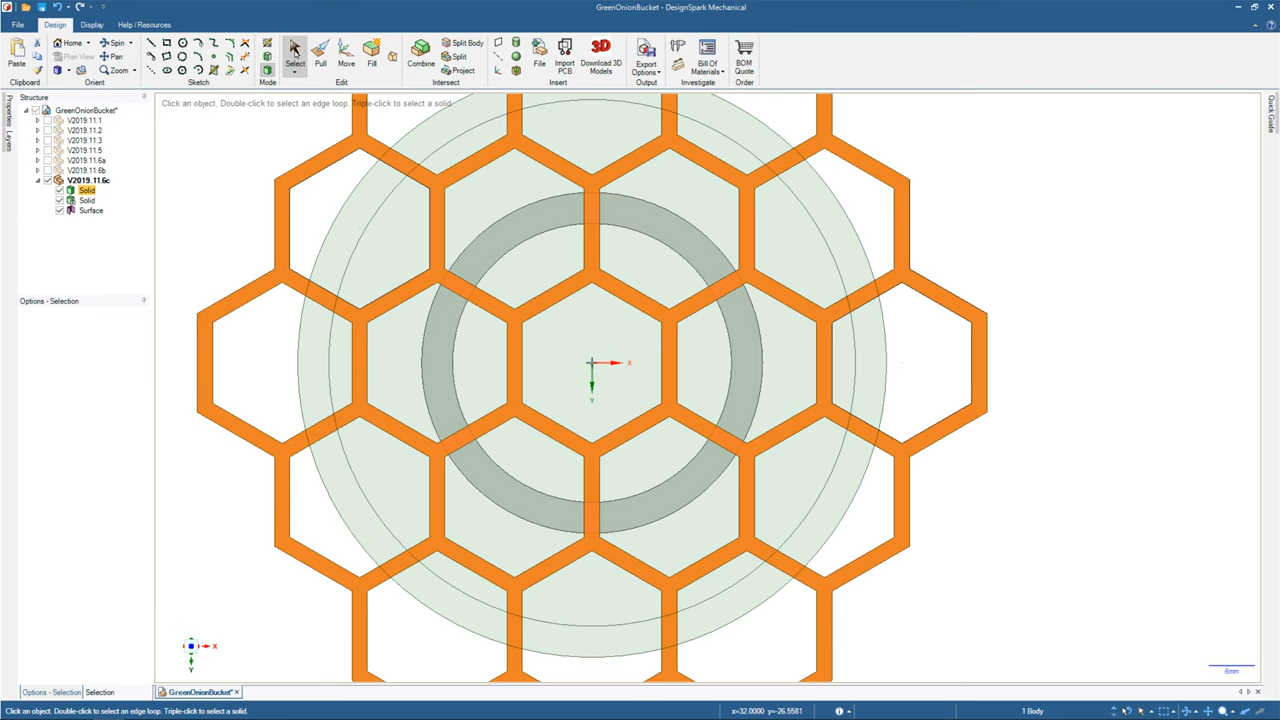 GreenOnionBucket - DesignSpark Mechanical
File
Design
Display
Help / Resources
Paste
Clipboard
Home
Spin
Plan View
Pan
Zoom
Orient
Sketch
Mode
Select
Pull
Move
Fill
Edit
Combine
Split Body
Split
Project
Intersect
File
Import PCB
Download 3D Models
3D
Insert
Export Options
Output
Bill Of Materials
Investigate
BOM Quote
Order
Structure
Properties
Layers
GreenOnionBucket*
V2019.11.1
V2019.11.2
V2019.11.3
V2019.11.5
V2019.11.6a
V2019.11.6b
V2019.11.6c
Solid
Solid
Surface
Options - Selection
Click an object. Double-click to select an edge loop. Triple-click to select a solid.
Quick Guide
X
Y
X
Y
6mm
Options - Selection
Selection
GreenOnionBucket*
Click an object. Double-click to select an edge loop. Triple-click to select a solid.
x=32.0000 y=-26.5581
1 Body